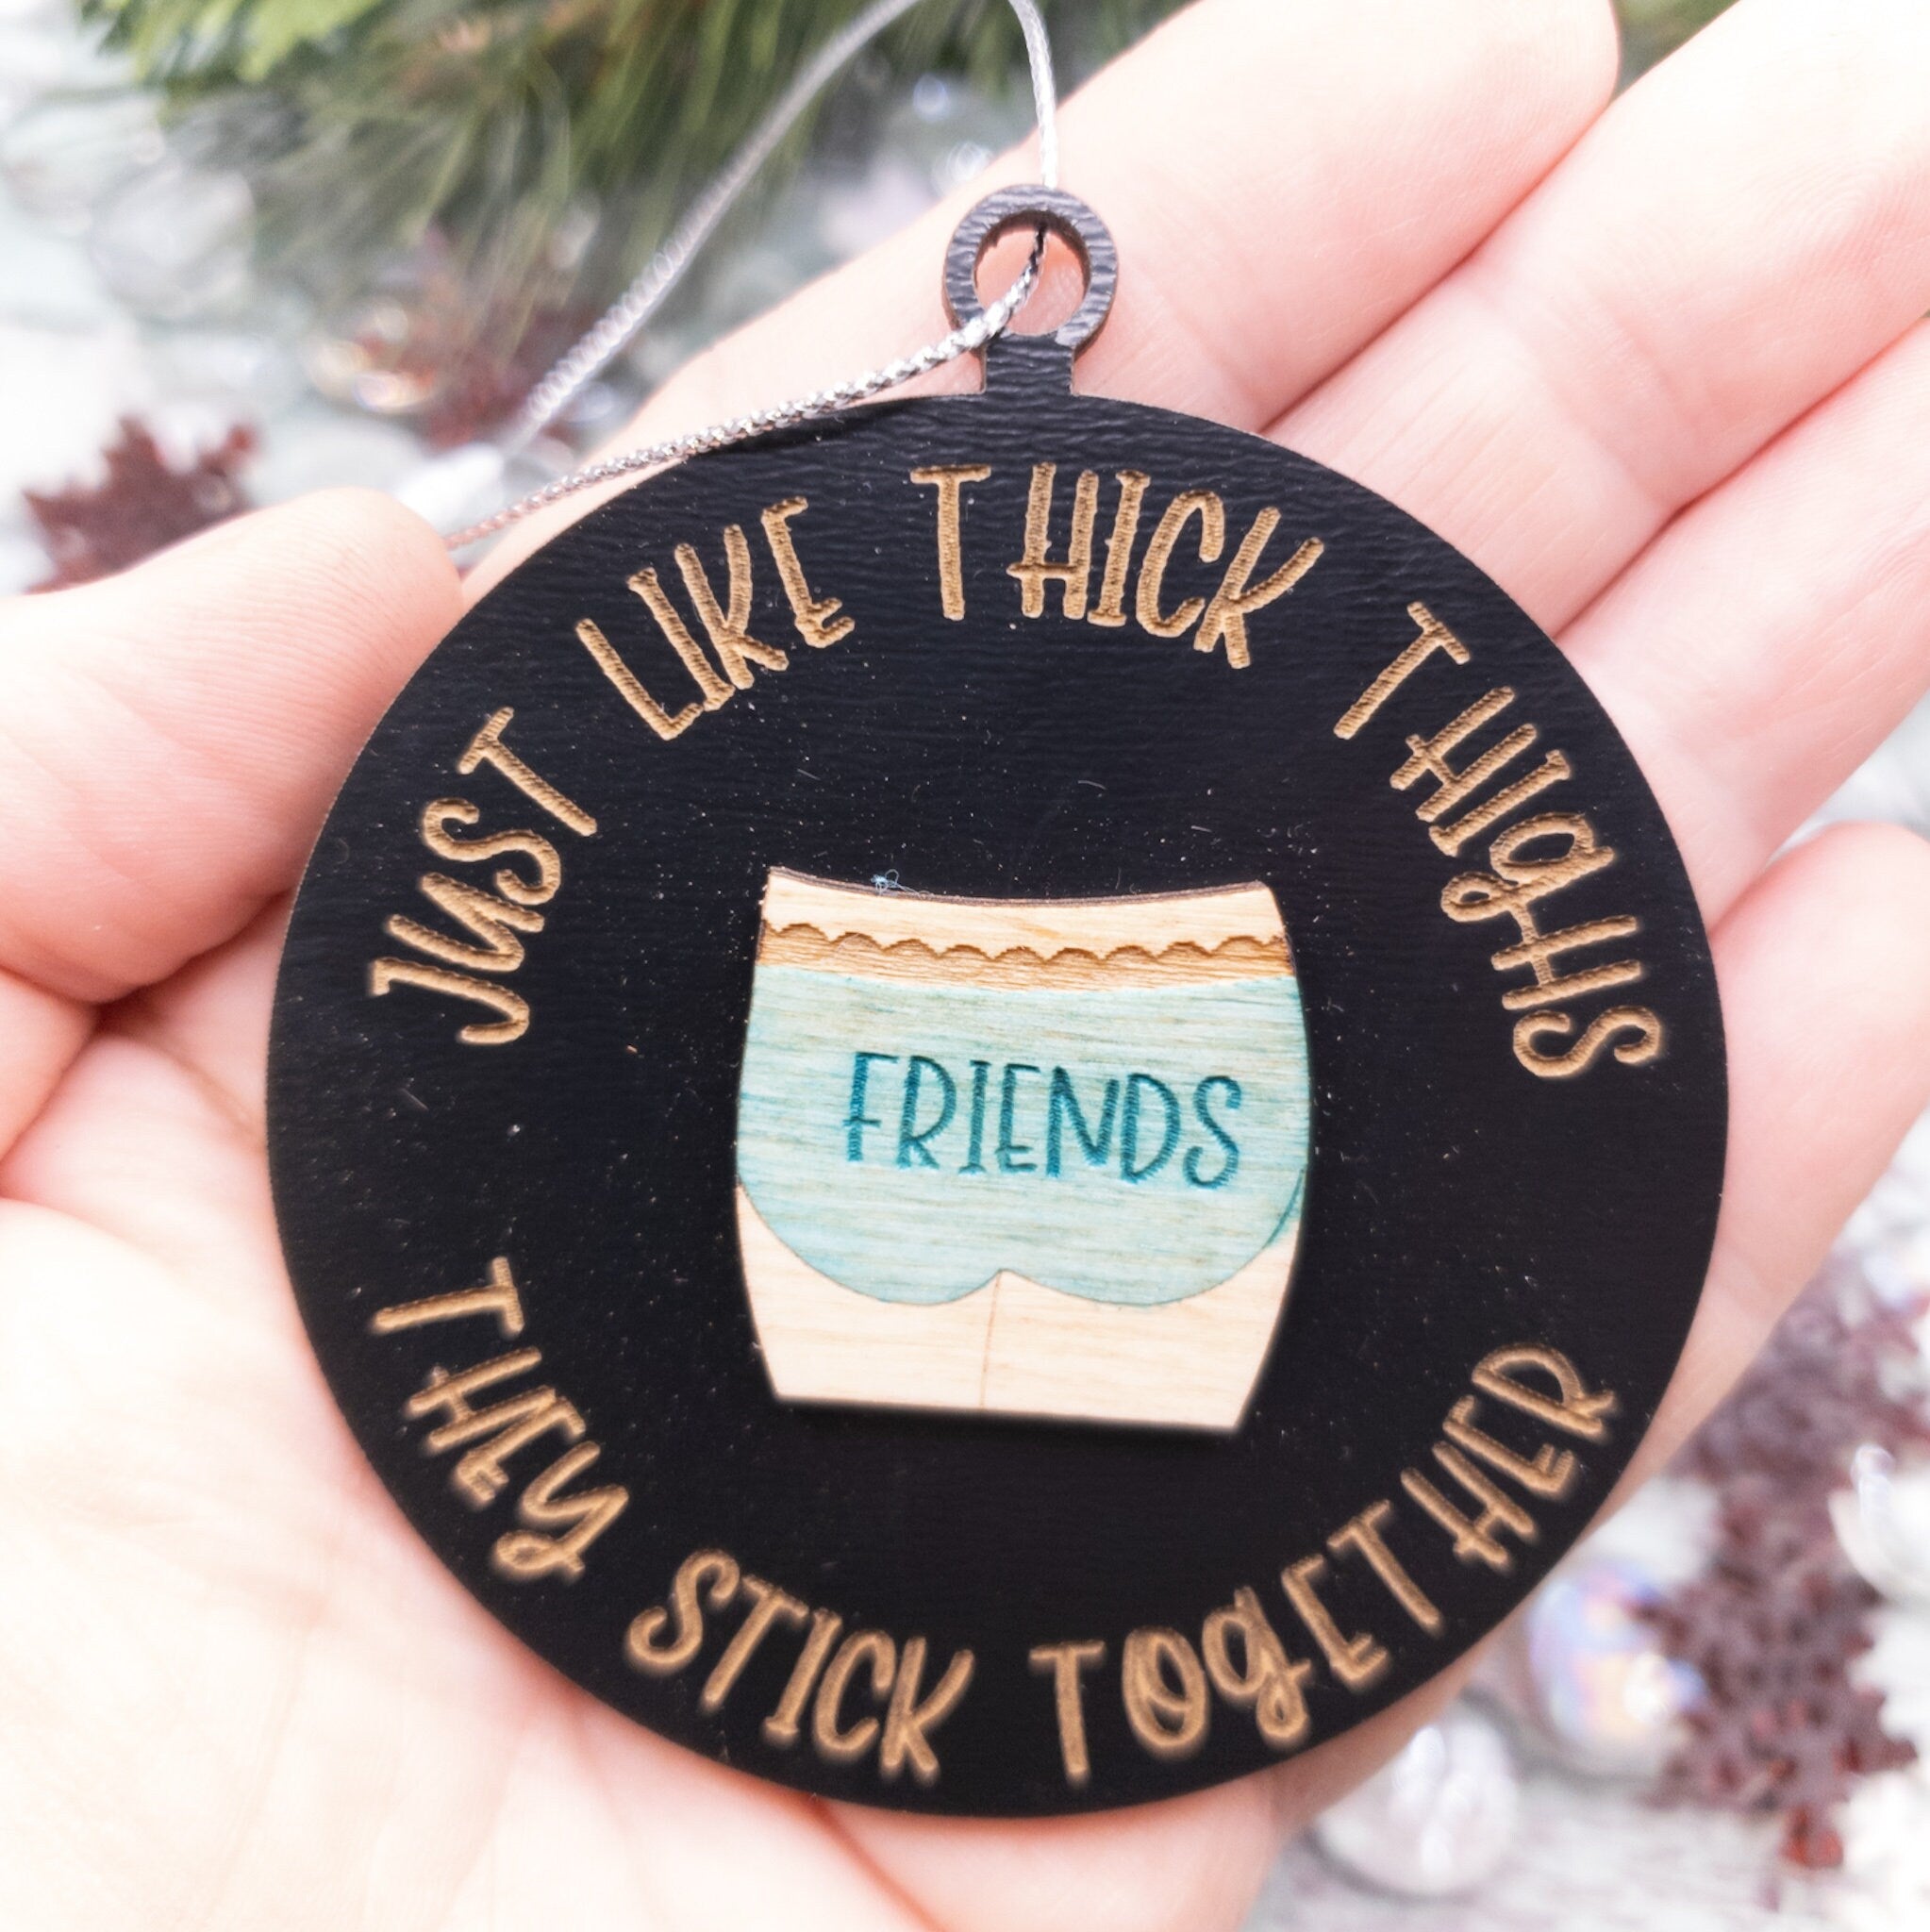 JUST LIKE THICK THIgHS
FRIENDS
THEY STICK TOgETHER